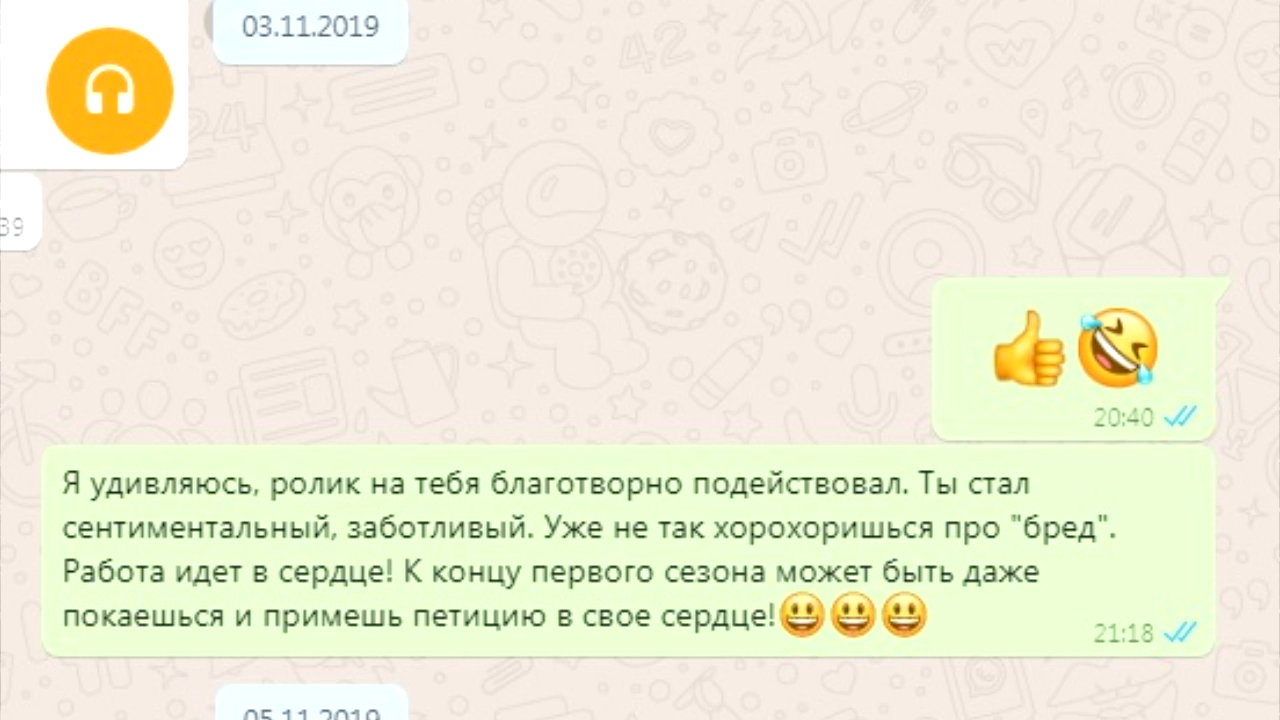 03.11.2019
39
👍🤣
20:40
Я удивляюсь, ролик на тебя благотворно подействовал. Ты стал
сентиментальный, заботливый. Уже не так хорохоришься про "бред".
Работа идет в сердце! К концу первого сезона может быть даже
покаешься и примешь петицию в свое сердце!😃😃😃
21:18
05.11.2019